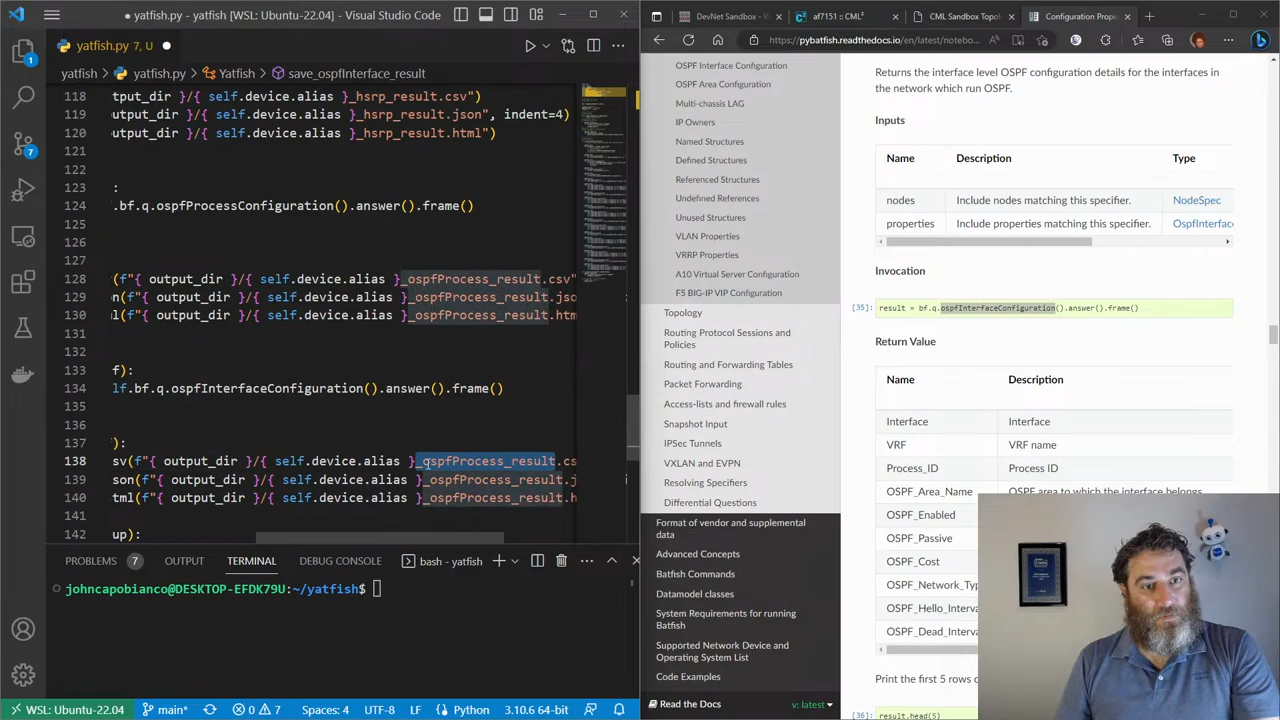 yatfish.py [WSL: Ubuntu-22.04] - Visual Studio Code
yatfish.py 7, U
yatfish > yatfish.py > Yatfish > save_ospfInterface_result
118 tput_dir }/{ self.device.alias }_hsrp_result.csv")
119 tput_dir }/{ self.device.alias }_hsrp_result.json", indent=4)
120 utput_dir }/{ self.device.alias }_hsrp_result.html")
121
122
123 :
124 .bf.q.ospfProcessConfiguration().answer().frame()
125
126
127
128 (f"{ output_dir }/{ self.device.alias }_ospfProcess_result.csv"
129 on(f"{ output_dir }/{ self.device.alias }_ospfProcess_result.jso
130 ml(f"{ output_dir }/{ self.device.alias }_ospfProcess_result.htm
131
132
133 f):
134 lf.bf.q.ospfInterfaceConfiguration().answer().frame()
135
136
137 ):
138 sv(f"{ output_dir }/{ self.device.alias }_ospfProcess_result.cs
139 son(f"{ output_dir }/{ self.device.alias }_ospfProcess_result.j
140 tml(f"{ output_dir }/{ self.device.alias }_ospfProcess_result.h
141
142 up):
PROBLEMS 7 OUTPUT TERMINAL DEBUG CONSOLE bash - yatfish
johncapobianco@DESKTOP-EFDK79U:~/yatfish$
WSL: Ubuntu-22.04 main* 0 7 Spaces: 4 UTF-8 LF Python 3.10.6 64-bit
DevNet Sandbox
af7151 :: CML²
CML Sandbox Topol
Configuration Prope
https://pybatfish.readthedocs.io/en/latest/notebo...
OSPF Interface Configuration
OSPF Area Configuration
Multi-chassis LAG
IP Owners
Named Structures
Defined Structures
Referenced Structures
Undefined References
Unused Structures
VLAN Properties
VRRP Properties
A10 Virtual Server Configuration
F5 BIG-IP VIP Configuration
Topology
Routing Protocol Sessions and
Policies
Routing and Forwarding Tables
Packet Forwarding
Access-lists and firewall rules
Snapshot Input
IPSec Tunnels
VXLAN and EVPN
Resolving Specifiers
Differential Questions
Format of vendor and supplemental
data
Advanced Concepts
Batfish Commands
Datamodel classes
System Requirements for running
Batfish
Supported Network Device and
Operating System List
Code Examples
Read the Docs
v: latest
Returns the interface level OSPF configuration details for the interfaces in
the network which run OSPF.
Inputs
Name Description Type
nodes Include nodes matching this specifier. NodeSpec
properties Include properties matching this specifier. OspfInterfac
Invocation
[35]: result = bf.q.ospfInterfaceConfiguration().answer().frame()
Return Value
Name Description
Interface Interface
VRF VRF name
Process_ID Process ID
OSPF_Area_Name OSPF area to which the interface belongs
OSPF_Enabled
OSPF_Passive
OSPF_Cost
OSPF_Network_Typ
OSPF_Hello_Interva
OSPF_Dead_Interva
Print the first 5 rows o
[36]: result.head(5)